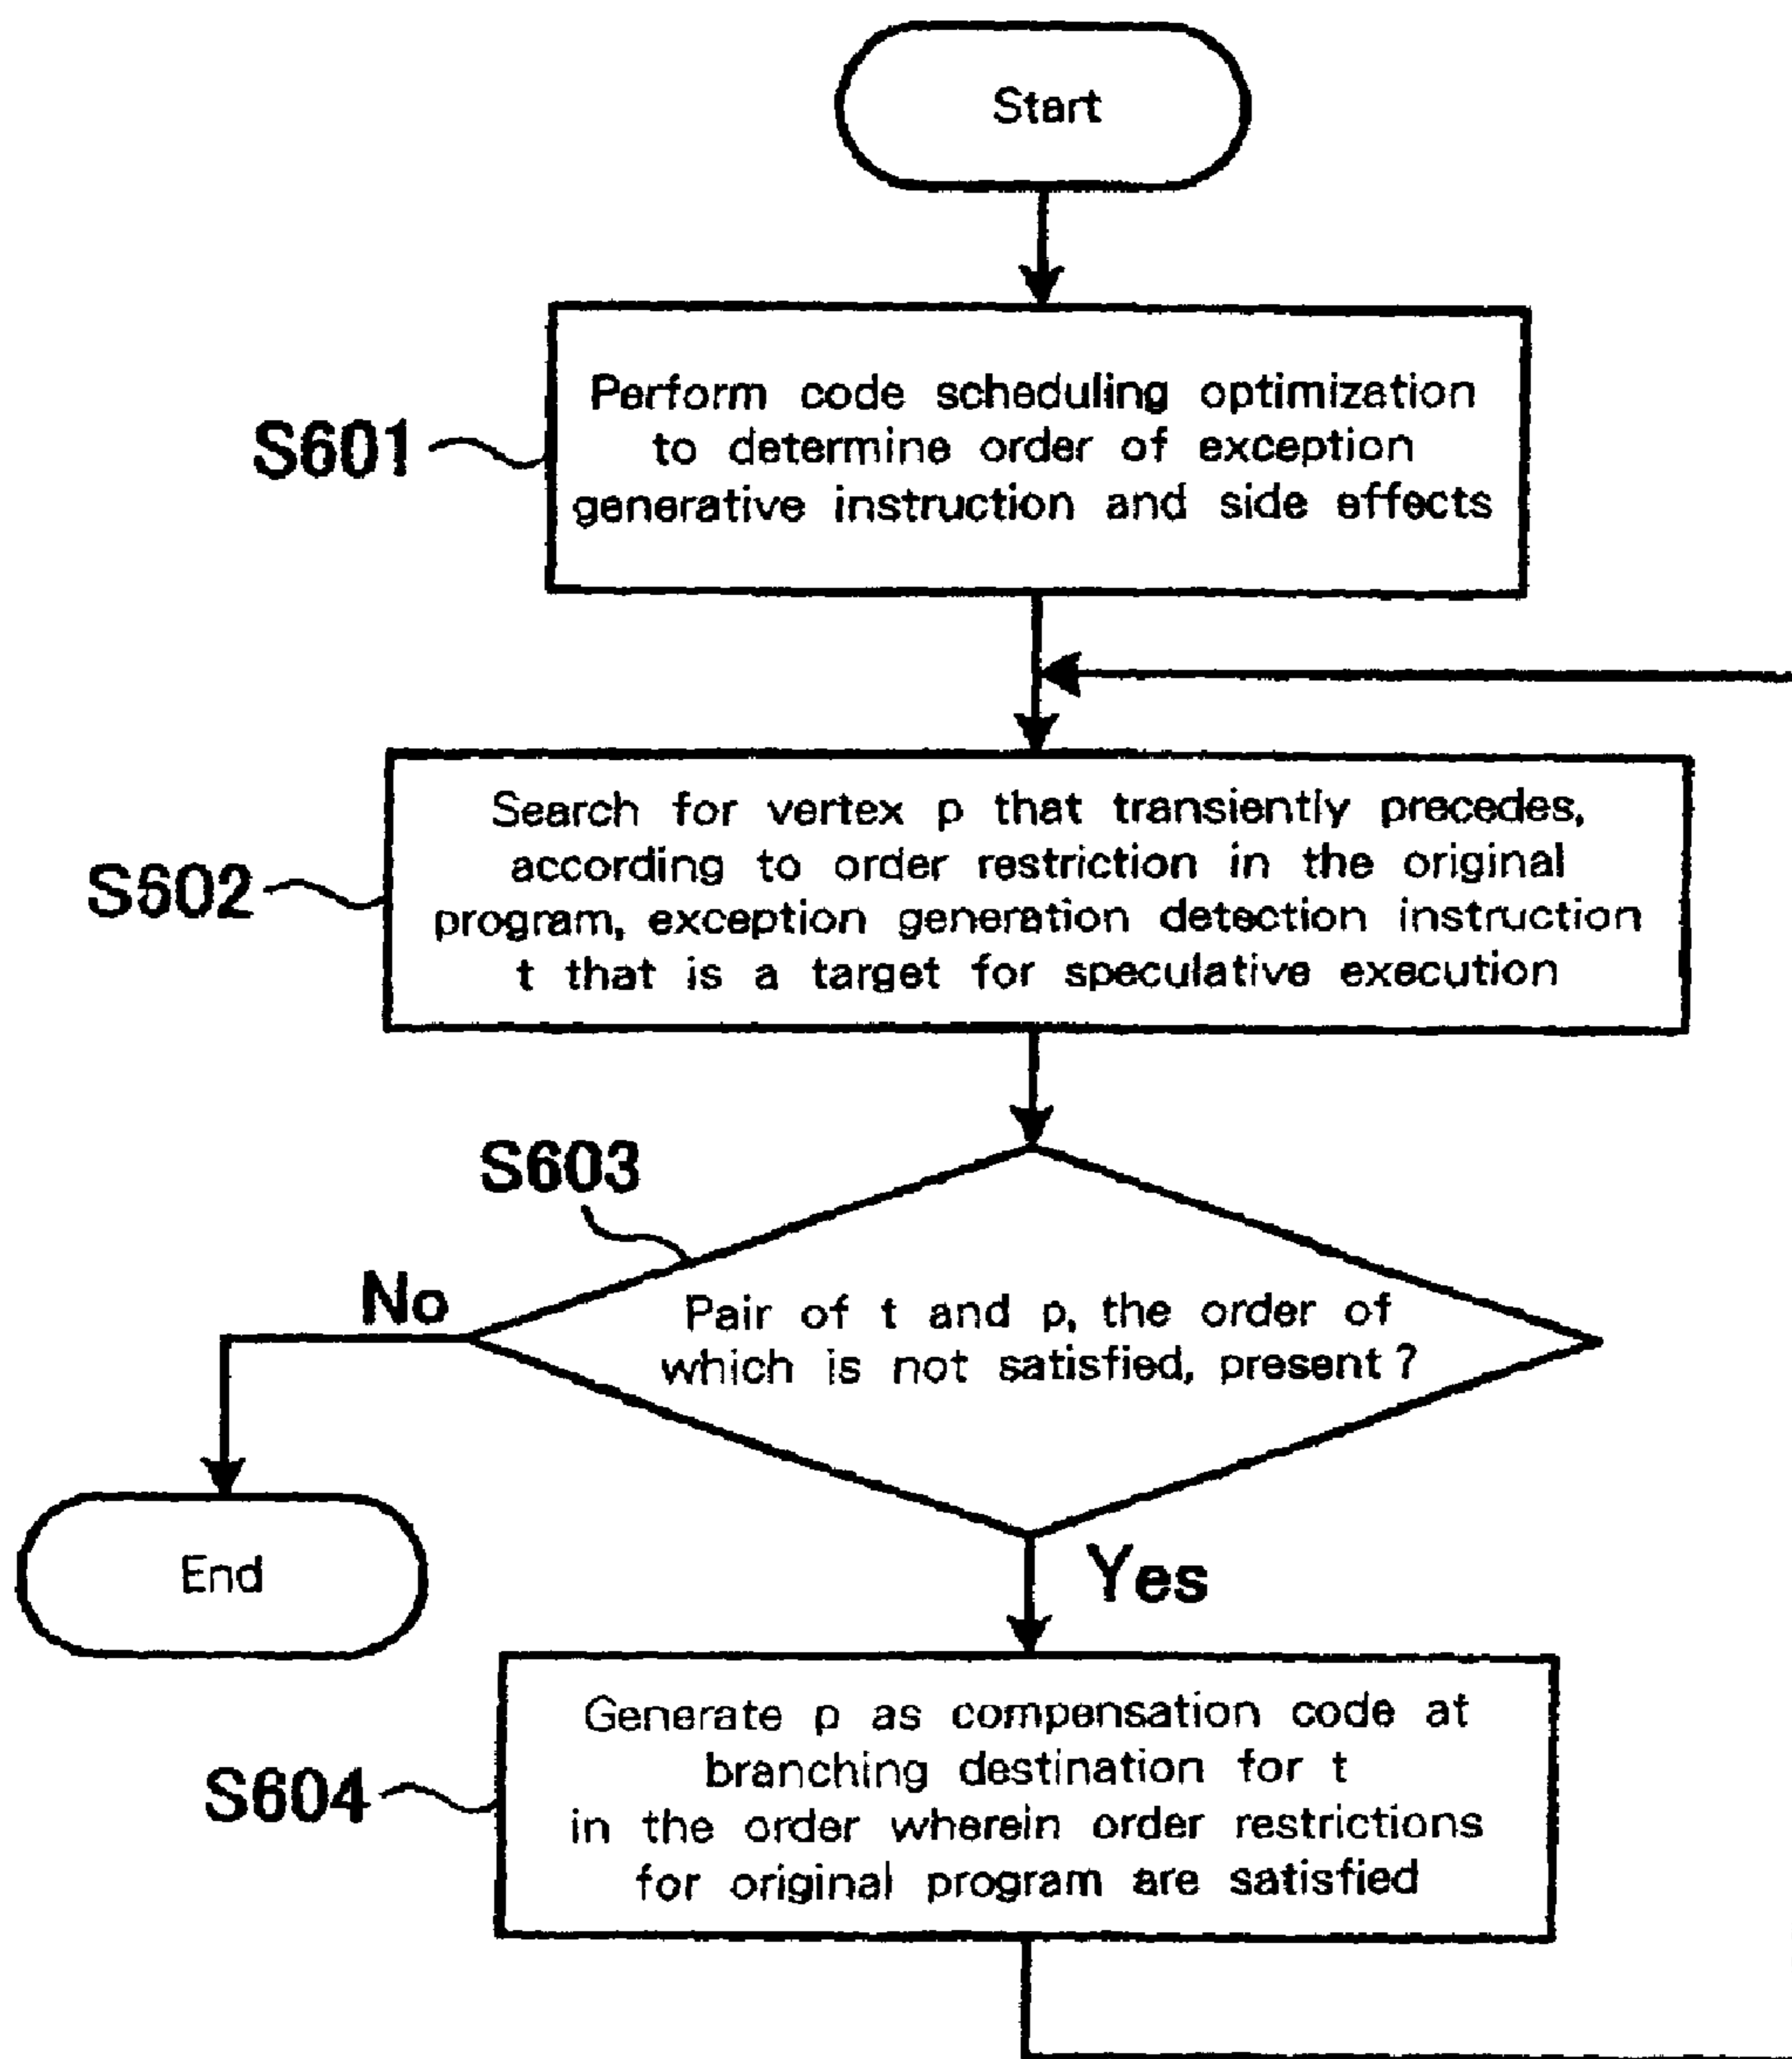 Start
S601
Perform code scheduling optimization
to determine order of exception
generative instruction and side effects
S602
Search for vertex p that transiently precedes,
according to order restriction in the original
program, exception generation detection instruction
t that is a target for speculative execution
S603
No
Pair of t and p, the order of
which is not satisfied, present ?
End
Yes
S604
Generate p as compensation code at
branching destination for t
in the order wherein order restrictions
for original program are satisfied